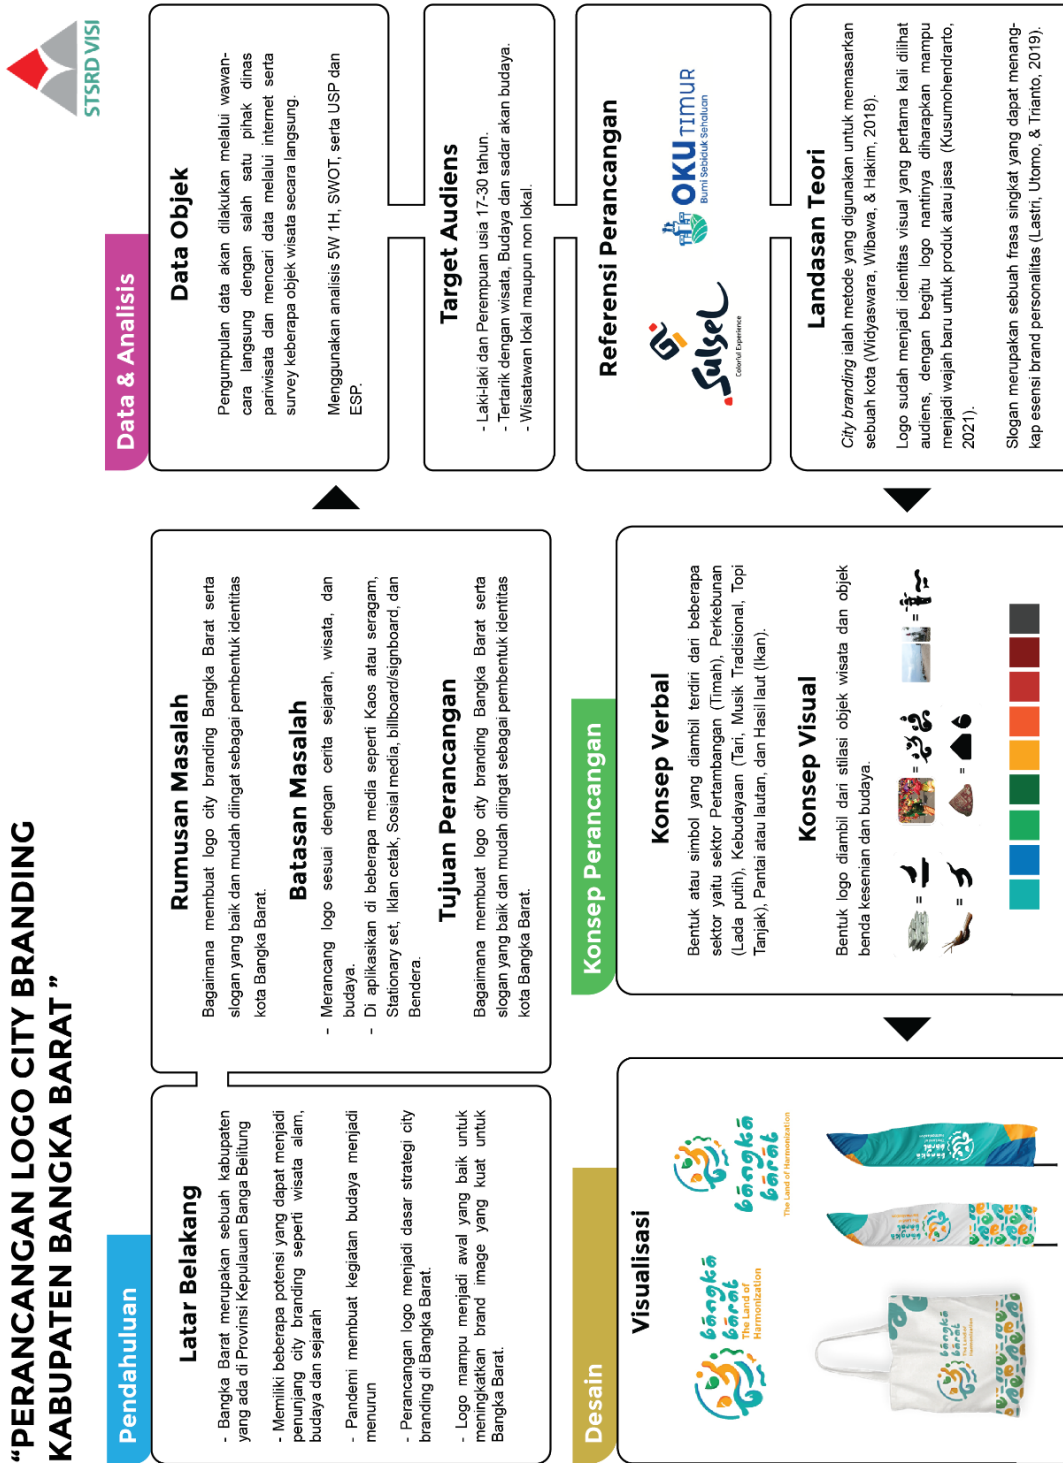 “PERANCANGAN LOGO CITY BRANDING
KABUPATEN BANGKA BARAT ”
STSRD VISI
Pendahuluan
Latar Belakang
- Bangka Barat merupakan sebuah kabupaten
yang ada di Provinsi Kepulauan Banga Belitung
- Memiliki beberapa potensi yang dapat menjadi
penunjang city branding seperti wisata alam,
budaya dan sejarah
- Pandemi membuat kegiatan budaya menjadi
menurun
- Perancangan logo menjadi dasar strategi city
branding di Bangka Barat.
- Logo mampu menjadi awal yang baik untuk
meningkatkan brand image yang kuat untuk
Bangka Barat.
Rumusan Masalah
Bagaimana membuat logo city branding Bangka Barat serta
slogan yang baik dan mudah diingat sebagai pembentuk identitas
kota Bangka Barat.
Batasan Masalah
- Merancang logo sesuai dengan cerita sejarah, wisata, dan
budaya.
- Di aplikasikan di beberapa media seperti Kaos atau seragam,
Stationary set, Iklan cetak, Sosial media, billboard/signboard, dan
Bendera.
Tujuan Perancangan
Bagaimana membuat logo city branding Bangka Barat serta
slogan yang baik dan mudah diingat sebagai pembentuk identitas
kota Bangka Barat.
Data & Analisis
Data Objek
Pengumpulan data akan dilakukan melalui wawan-
cara langsung dengan salah satu pihak dinas
pariwisata dan mencari data melalui internet serta
survey keberapa objek wisata secara langsung.
Menggunakan analisis 5W 1H, SWOT, serta USP dan
ESP.
Target Audiens
- Laki-laki dan Perempuan usia 17-30 tahun.
- Tertarik dengan wisata, Budaya dan sadar akan budaya.
- Wisatawan lokal maupun non lokal.
Referensi Perancangan
Sulsel
Colorful Experience
OKU TIMUR
Bumi Sebiduk Sehaluan
Landasan Teori
City branding ialah metode yang digunakan untuk memasarkan
sebuah kota (Widyaswara, Wibawa, & Hakim, 2018).
Logo sudah menjadi identitas visual yang pertama kali dilihat
audiens, dengan begitu logo nantinya diharapkan mampu
menjadi wajah baru untuk produk atau jasa (Kusumohendrarto,
2021).
Slogan merupakan sebuah frasa singkat yang dapat menang-
kap esensi brand personalitas (Lastri, Utomo, & Trianto, 2019).
Konsep Perancangan
Konsep Verbal
Bentuk atau simbol yang diambil terdiri dari beberapa
sektor yaitu sektor Pertambangan (Timah), Perkebunan
(Lada putih), Kebudayaan (Tari, Musik Tradisional, Topi
Tanjak), Pantai atau lautan, dan Hasil laut (Ikan).
Konsep Visual
Bentuk logo diambil dari stilasi objek wisata dan objek
benda kesenian dan budaya.
= = =
= =
Desain
Visualisasi
bangka
barat
The Land of
Harmonization
bangka
barat
The Land of Harmonization
bangka
barat
The Land of
Harmonization
bangka
barat
bangka
barat